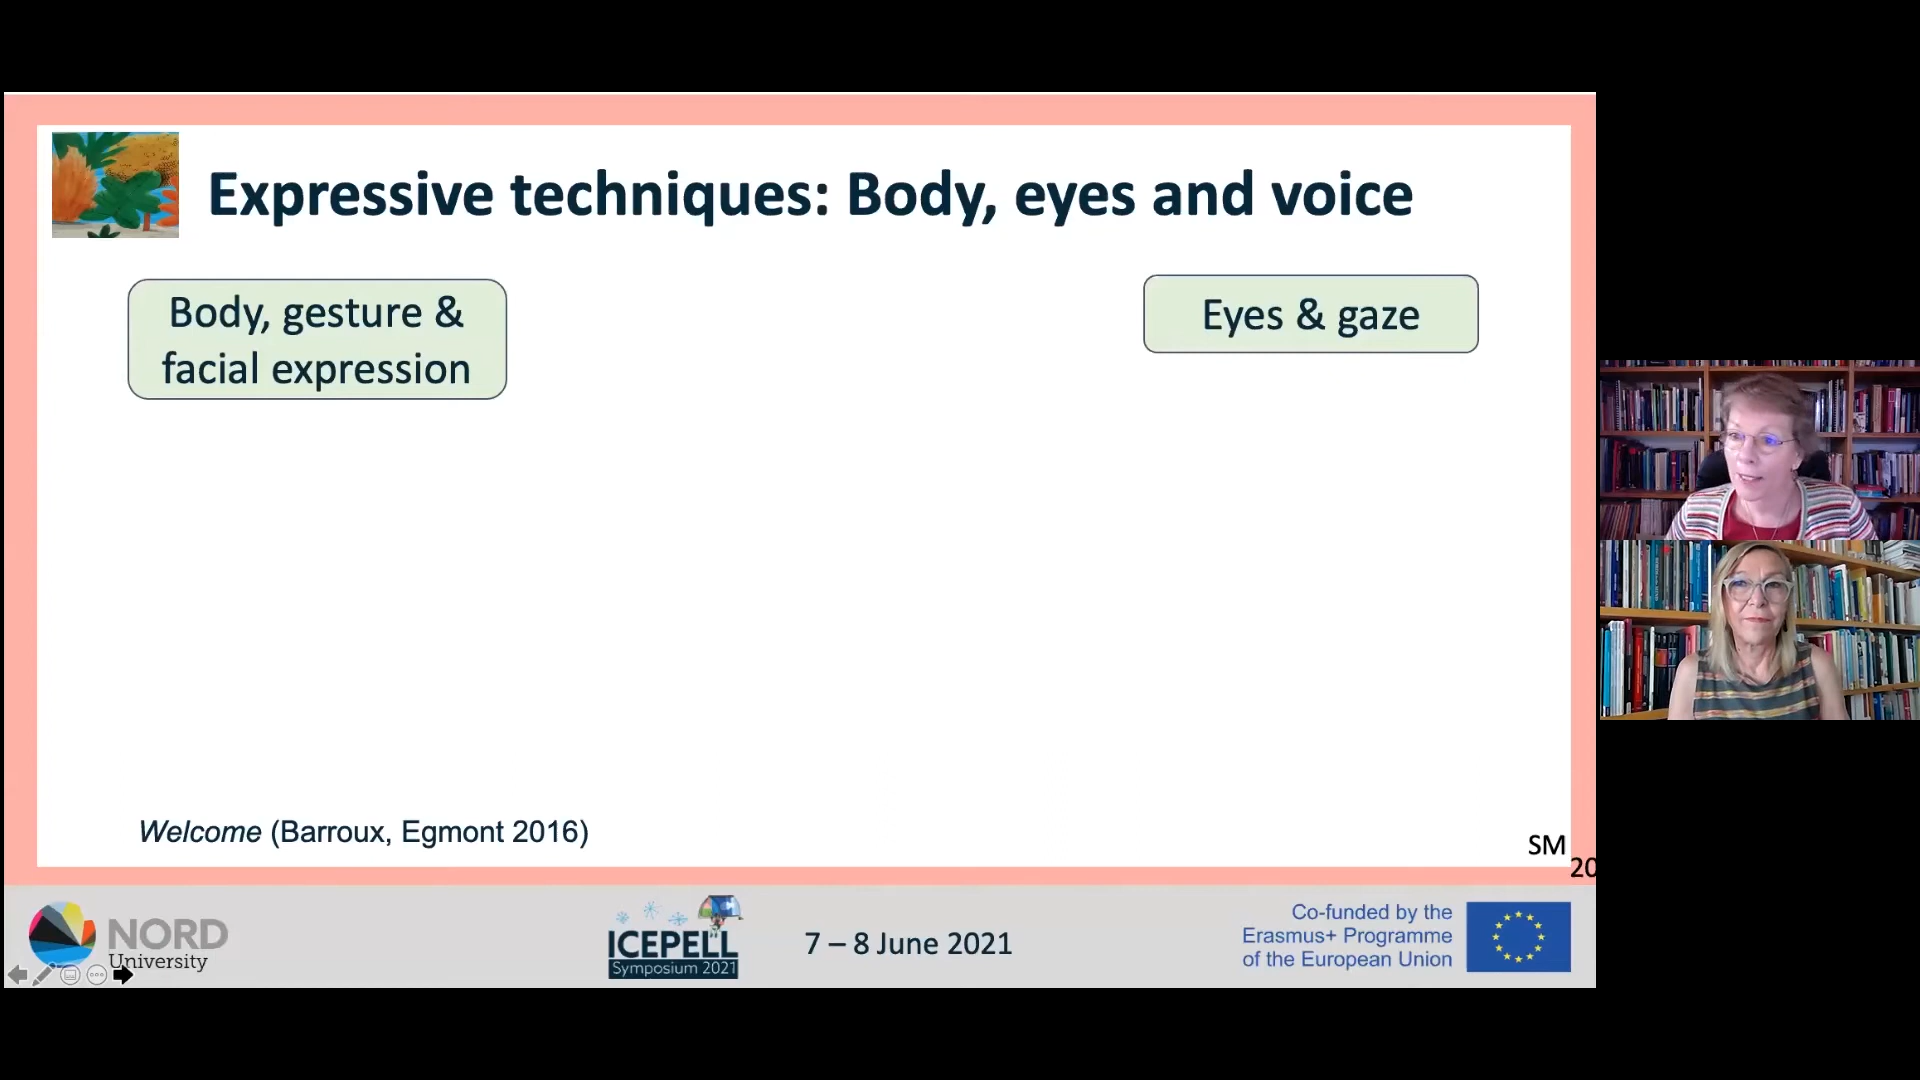 Expressive techniques: Body, eyes and voice
Body, gesture &
facial expression
Eyes & gaze
Welcome (Barroux, Egmont 2016)
SM
20
NORD
University
ICEPELL
Symposium 2021
7 – 8 June 2021
Co-funded by the
Erasmus+ Programme
of the European Union